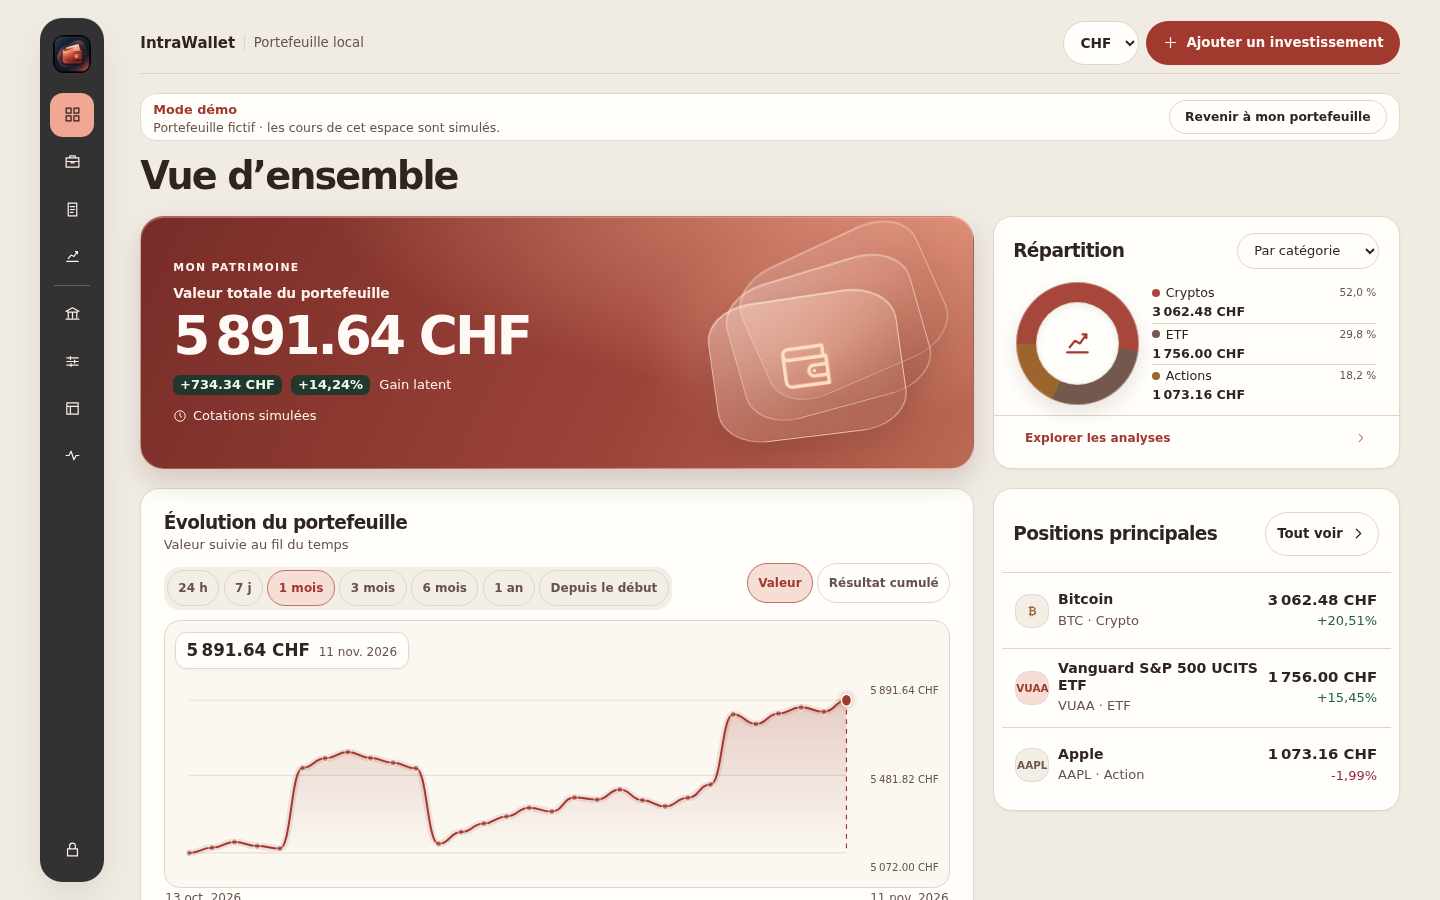 IntraWallet
Portefeuille local
CHF
Ajouter un investissement
Mode démo
Portefeuille fictif · les cours de cet espace sont simulés.
Revenir à mon portefeuille
Vue d’ensemble
MON PATRIMOINE
Valeur totale du portefeuille
5 891.64 CHF
+734.34 CHF
+14,24%
Gain latent
Cotations simulées
Répartition
Par catégorie
Cryptos
52,0 %
3 062.48 CHF
ETF
29,8 %
1 756.00 CHF
Actions
18,2 %
1 073.16 CHF
Explorer les analyses
Évolution du portefeuille
Valeur suivie au fil du temps
24 h
7 j
1 mois
3 mois
6 mois
1 an
Depuis le début
Valeur
Résultat cumulé
5 891.64 CHF 11 nov. 2026
5 891.64 CHF
5 481.82 CHF
5 072.00 CHF
13 oct. 2026
11 nov. 2026
Positions principales
Tout voir
Bitcoin
BTC · Crypto
3 062.48 CHF
+20,51%
VUAA
Vanguard S&P 500 UCITS
ETF
VUAA · ETF
1 756.00 CHF
+15,45%
AAPL
Apple
AAPL · Action
1 073.16 CHF
-1,99%